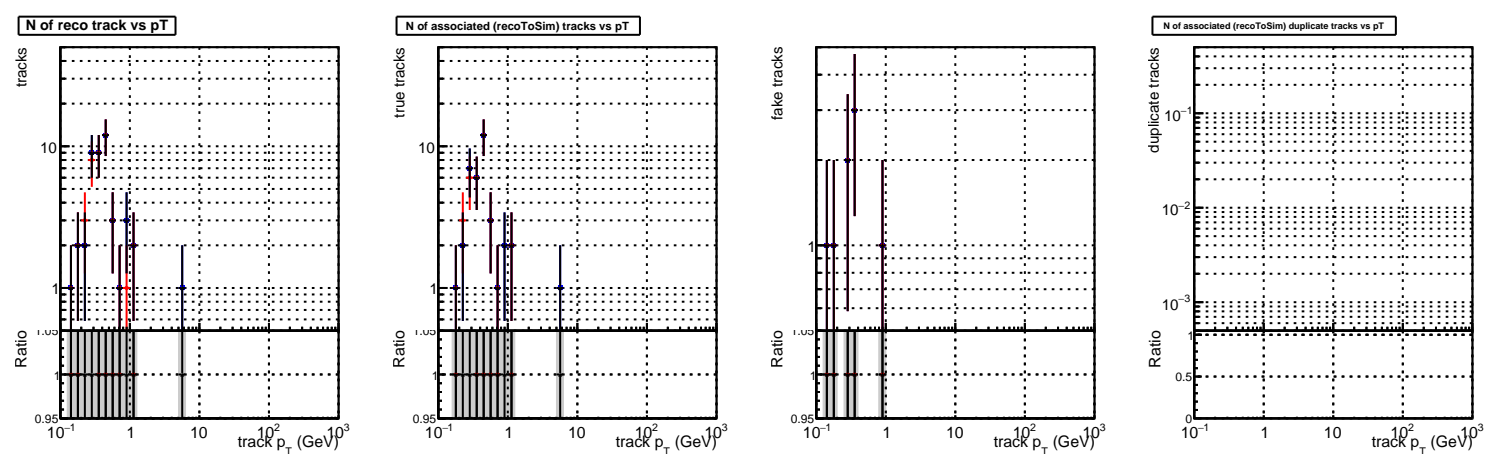 N of reco track vs pT
tracks
10
1
1.05
Ratio
1
0.95
10⁻¹ 1 10 10² 10³
track p_T (GeV)
N of associated (recoToSim) tracks vs pT
true tracks
10
1
1.05
Ratio
1
0.95
10⁻¹ 1 10 10² 10³
track p_T (GeV)
fake tracks
1
1.05
Ratio
1
0.95
10⁻¹ 1 10 10² 10³
track p_T (GeV)
N of associated (recoToSim) duplicate tracks vs pT
duplicate tracks
10⁻¹
10⁻²
10⁻³
Ratio
1
0.5
0
10⁻¹ 1 10 10² 10³
track p_T (GeV)